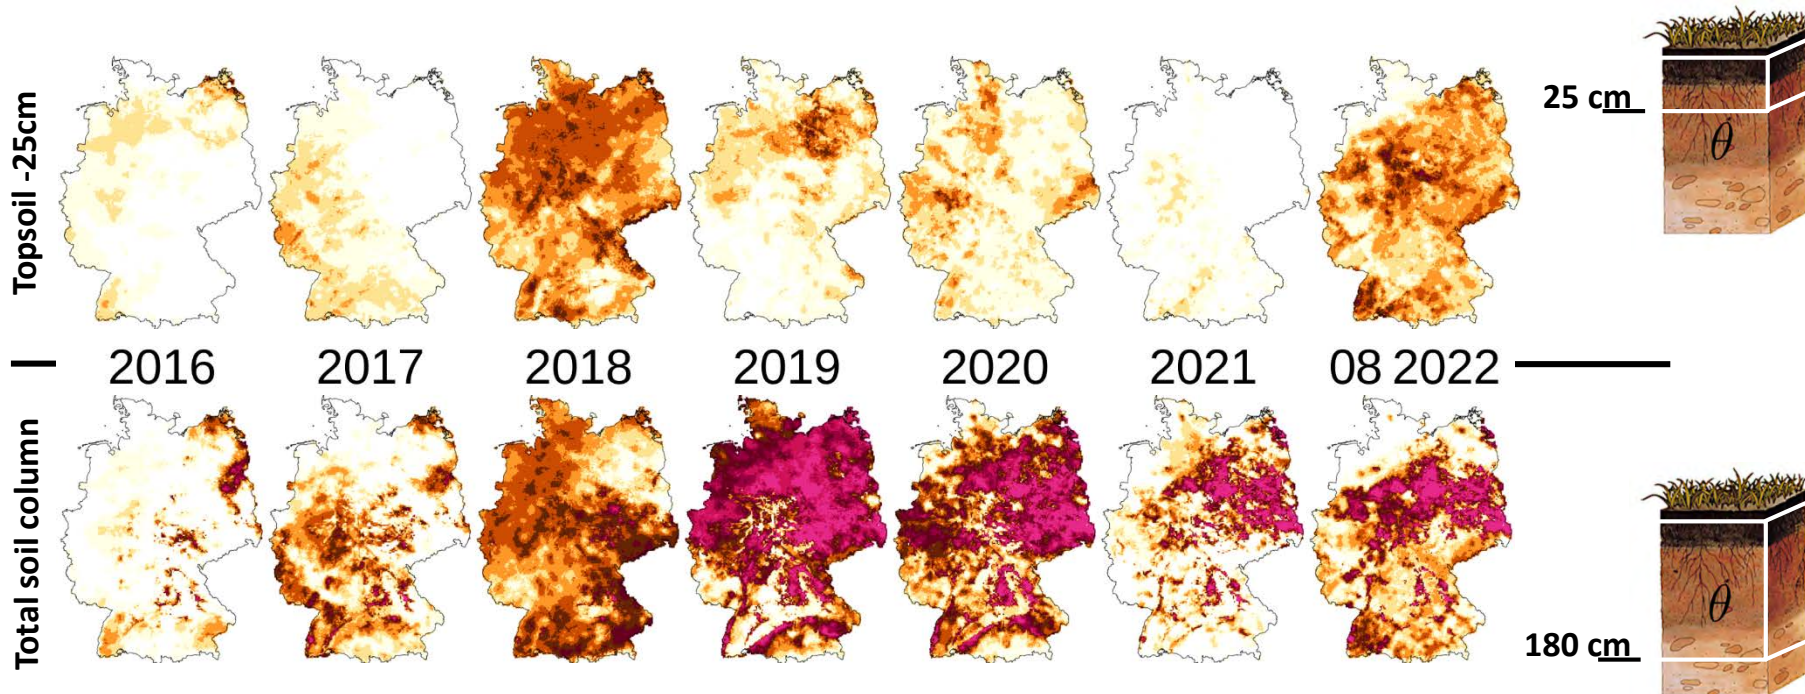 Topsoil -25cm
25 cm
θ
2016 2017 2018 2019 2020 2021 08 2022
Total soil column
θ
180 cm